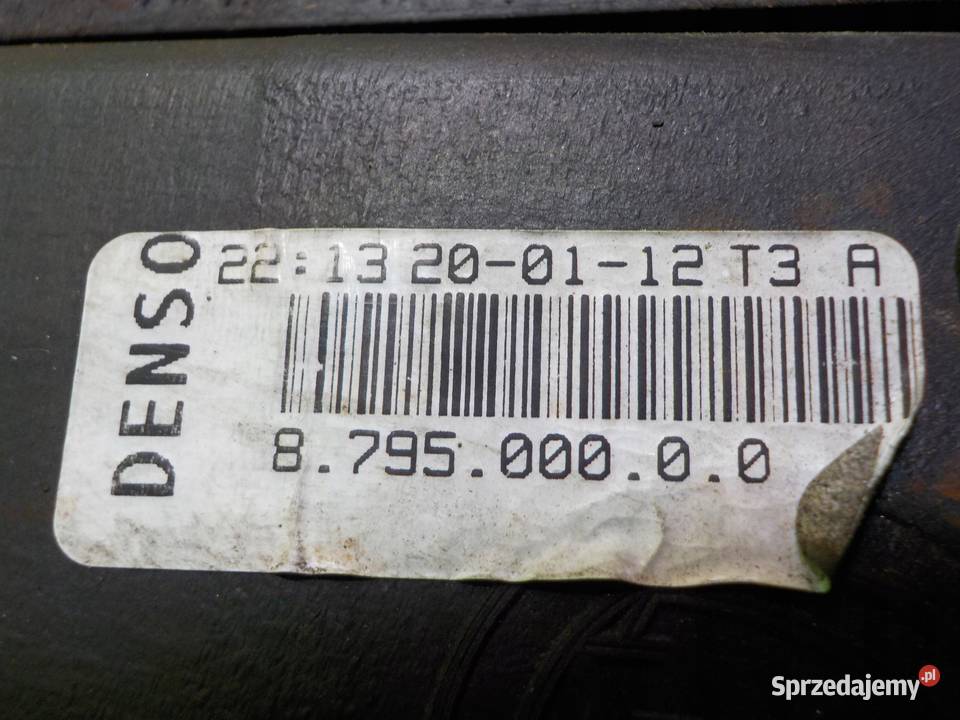 DENSO
22:13 20-01-12 T3 A
8.795.000.0.0
Sprzedajemy.pl